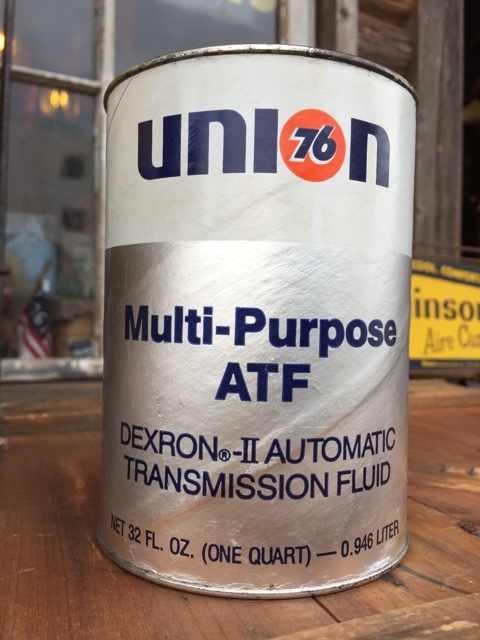 union
76
Multi-Purpose
ATF
DEXRON®-II AUTOMATIC
TRANSMISSION FLUID
NET 32 FL. OZ. (ONE QUART) — 0.946 LITER
inson
Aire